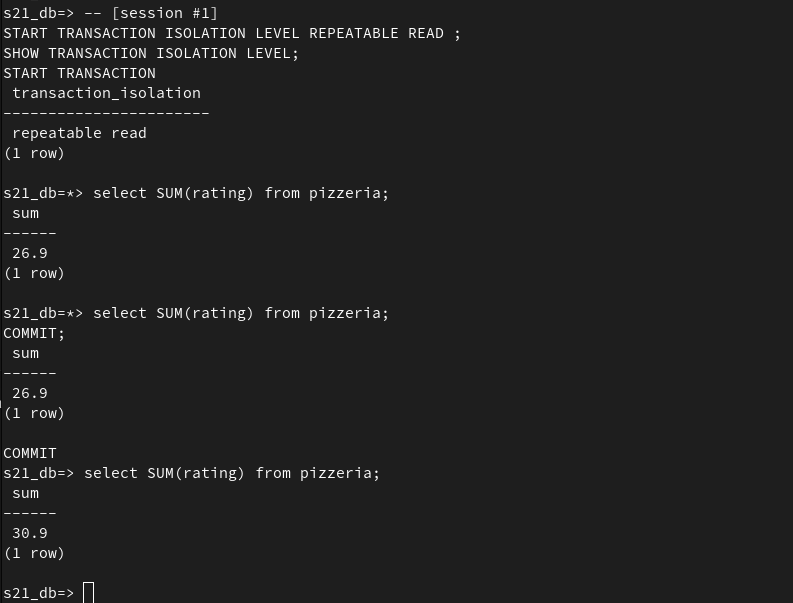 s21_db=> -- [session #1]
START TRANSACTION ISOLATION LEVEL REPEATABLE READ ;
SHOW TRANSACTION ISOLATION LEVEL;
START TRANSACTION
 transaction_isolation
-----------------------
 repeatable read
(1 row)

s21_db=*> select SUM(rating) from pizzeria;
 sum
------
 26.9
(1 row)

s21_db=*> select SUM(rating) from pizzeria;
COMMIT;
 sum
------
 26.9
(1 row)

COMMIT
s21_db=> select SUM(rating) from pizzeria;
 sum
------
 30.9
(1 row)

s21_db=>